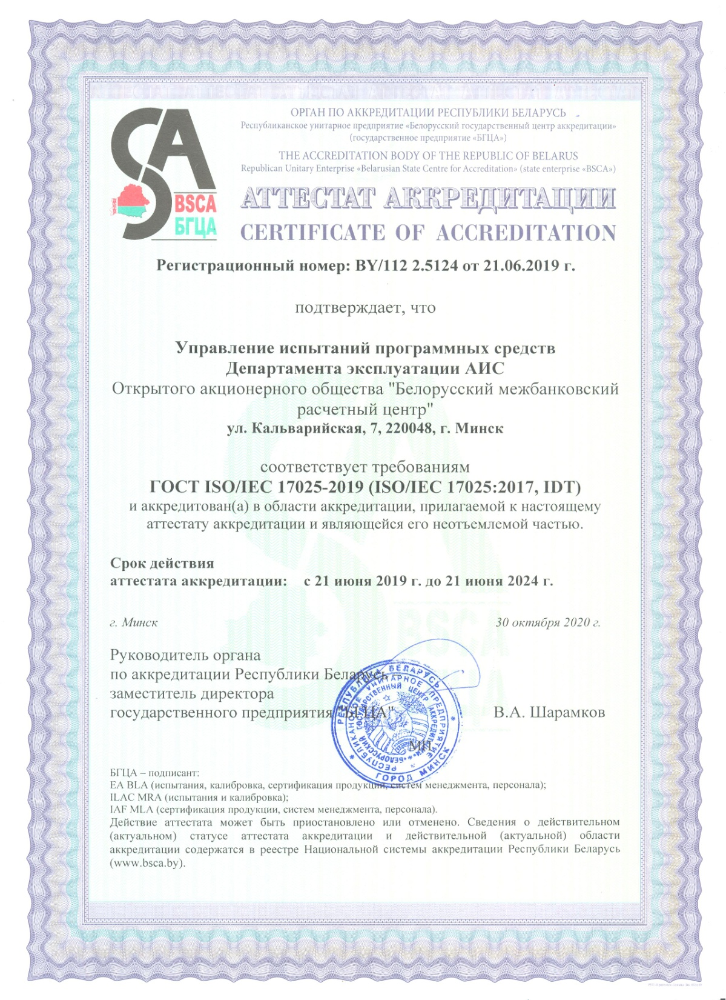 ОРГАН ПО АККРЕДИТАЦИИ РЕСПУБЛИКИ БЕЛАРУСЬ
Республиканское унитарное предприятие «Белорусский государственный центр аккредитации»
(государственное предприятие «БГЦА»)
THE ACCREDITATION BODY OF THE REPUBLIC OF BELARUS
Republican Unitary Enterprise «Belarusian State Centre for Accreditation» (state enterprise «BSCA»)
BSCA
БГЦА
АТТЕСТАТ АККРЕДИТАЦИИ
CERTIFICATE OF ACCREDITATION
Регистрационный номер: BY/112 2.5124 от 21.06.2019 г.
подтверждает, что
Управление испытаний программных средств
Департамента эксплуатации АИС
Открытого акционерного общества "Белорусский межбанковский
расчетный центр"
ул. Кальварийская, 7, 220048, г. Минск
соответствует требованиям
ГОСТ ISO/IEC 17025-2019 (ISO/IEC 17025:2017, IDT)
и аккредитован(а) в области аккредитации, прилагаемой к настоящему
аттестату аккредитации и являющейся его неотъемлемой частью.
Срок действия
аттестата аккредитации: с 21 июня 2019 г. до 21 июня 2024 г.
г. Минск 30 октября 2020 г.
Руководитель органа
по аккредитации Республики Беларусь
заместитель директора
государственного предприятия "БГЦА" В.А. Шарамков
МП
РЕСПУБЛИКА БЕЛАРУСЬ
ГОРОД МИНСК
РЕСПУБЛИКАНСКОЕ УНИТАРНОЕ ПРЕДПРИЯТИЕ
БЕЛОРУССКИЙ ГОСУДАРСТВЕННЫЙ ЦЕНТР АККРЕДИТАЦИИ
БГЦА – подписант:
EA BLA (испытания, калибровка, сертификация продукции, систем менеджмента, персонала);
ILAC MRA (испытания и калибровка);
IAF MLA (сертификация продукции, систем менеджмента, персонала).
Действие аттестата может быть приостановлено или отменено. Сведения о действительном
(актуальном) статусе аттестата аккредитации и действительной (актуальной) области
аккредитации содержатся в реестре Национальной системы аккредитации Республики Беларусь
(www.bsca.by).